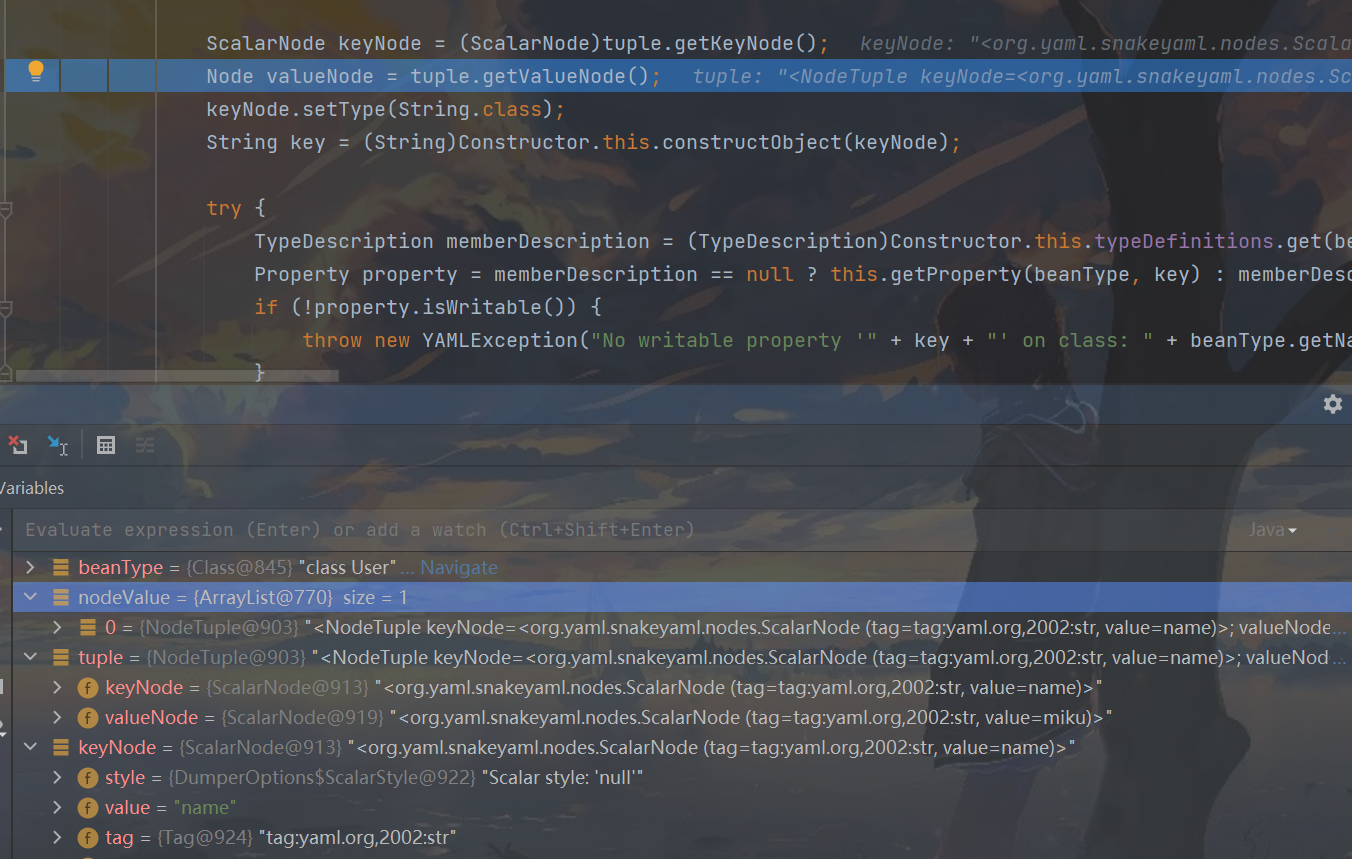 ScalarNode keyNode = (ScalarNode)tuple.getKeyNode();   keyNode: "<org.yaml.snakeyaml.nodes.Scala
Node valueNode = tuple.getValueNode();   tuple: "<NodeTuple keyNode=<org.yaml.snakeyaml.nodes.Sc
keyNode.setType(String.class);
String key = (String)Constructor.this.constructObject(keyNode);
try {
TypeDescription memberDescription = (TypeDescription)Constructor.this.typeDefinitions.get(be
Property property = memberDescription == null ? this.getProperty(beanType, key) : memberDesc
if (!property.isWritable()) {
throw new YAMLException("No writable property '" + key + "' on class: " + beanType.getNa
}
Variables
Evaluate expression (Enter) or add a watch (Ctrl+Shift+Enter)   Java
beanType = {Class@845} "class User" ... Navigate
nodeValue = {ArrayList@770}  size = 1
0 = {NodeTuple@903} "<NodeTuple keyNode=<org.yaml.snakeyaml.nodes.ScalarNode (tag=tag:yaml.org,2002:str, value=name)>; valueNode...
tuple = {NodeTuple@903} "<NodeTuple keyNode=<org.yaml.snakeyaml.nodes.ScalarNode (tag=tag:yaml.org,2002:str, value=name)>; valueNod ...
f keyNode = {ScalarNode@913} "<org.yaml.snakeyaml.nodes.ScalarNode (tag=tag:yaml.org,2002:str, value=name)>"
f valueNode = {ScalarNode@919} "<org.yaml.snakeyaml.nodes.ScalarNode (tag=tag:yaml.org,2002:str, value=miku)>"
keyNode = {ScalarNode@913} "<org.yaml.snakeyaml.nodes.ScalarNode (tag=tag:yaml.org,2002:str, value=name)>"
f style = {DumperOptions$ScalarStyle@922} "Scalar style: 'null'"
f value = "name"
f tag = {Tag@924} "tag:yaml.org,2002:str"